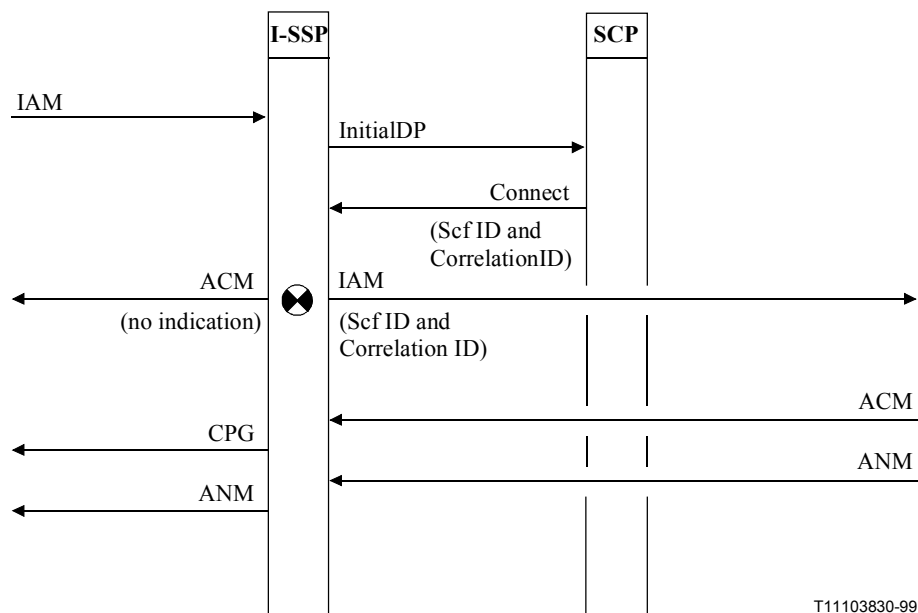 I-SSP
SCP
IAM
InitialDP
Connect
(Scf ID and
CorrelationID)
ACM
IAM
(no indication)
(Scf ID and
Correlation ID)
ACM
CPG
ANM
ANM
T11103830-99